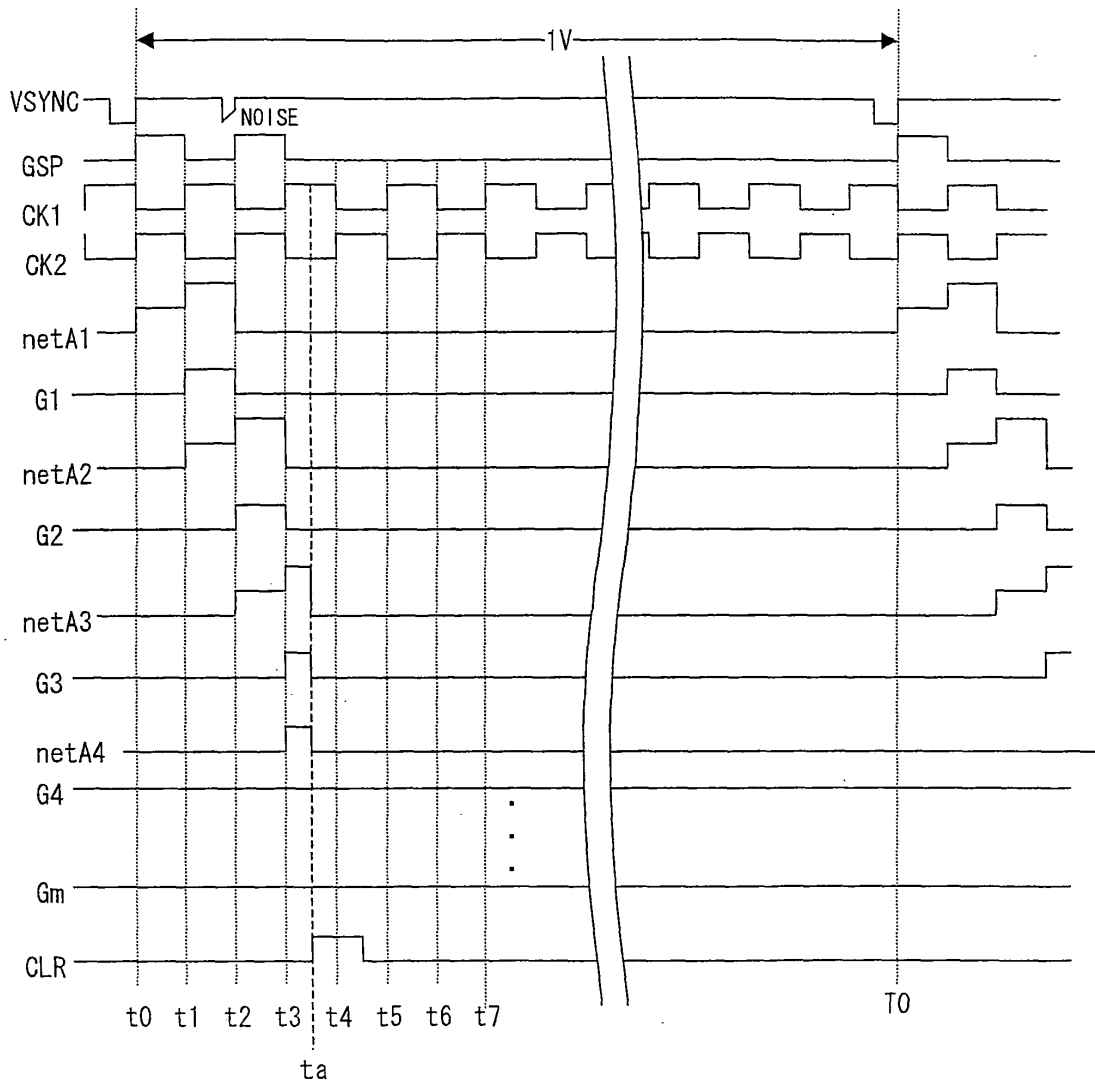 1V
VSYNC
NOISE
GSP
CK1
CK2
netA1
G1
netA2
G2
netA3
G3
netA4
G4
Gm
CLR
t0 t1 t2 t3 t4 t5 t6 t7 T0
ta